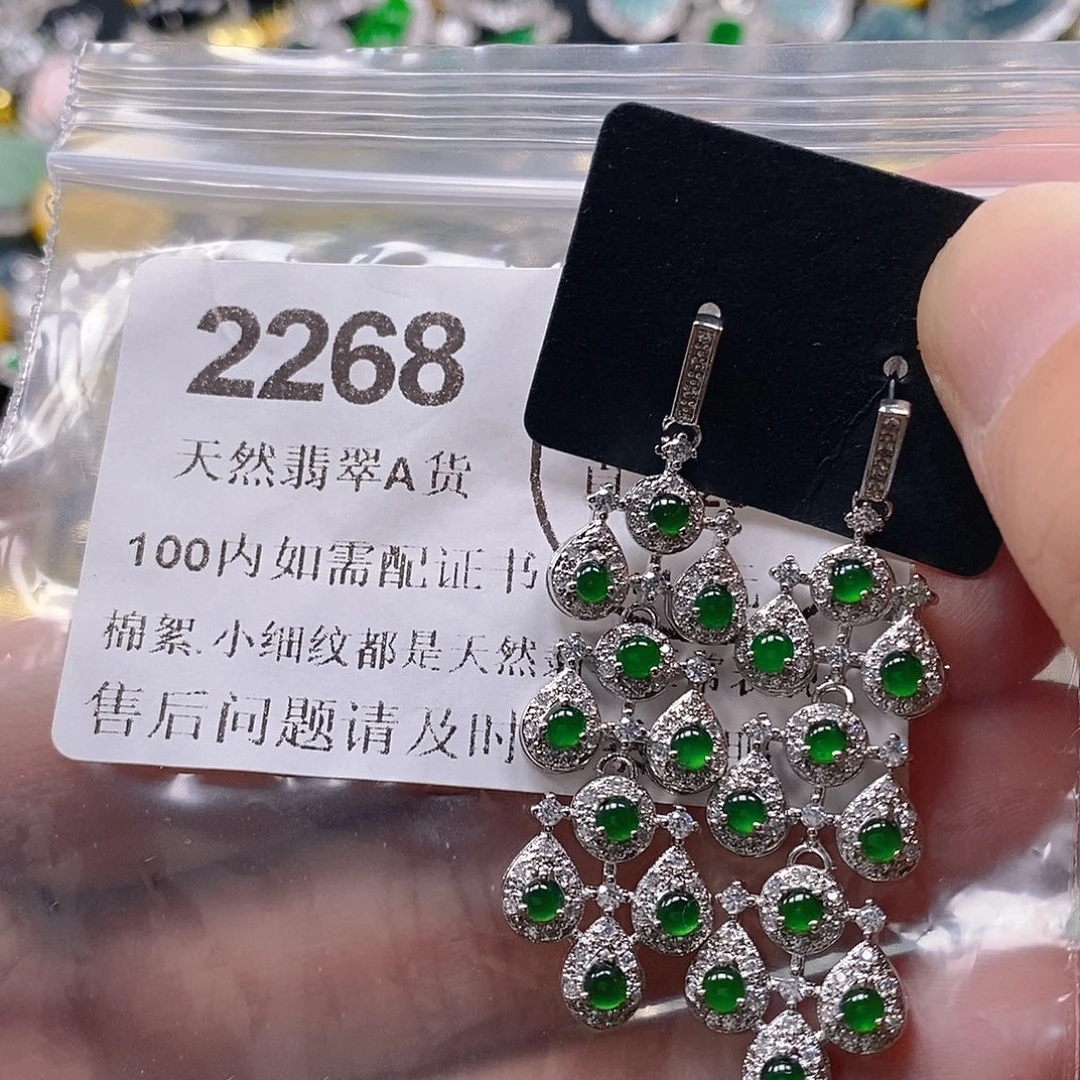 2268
天然翡翠A货
100内如需配证书
棉絮.小细纹都是天然
售后问题请及时